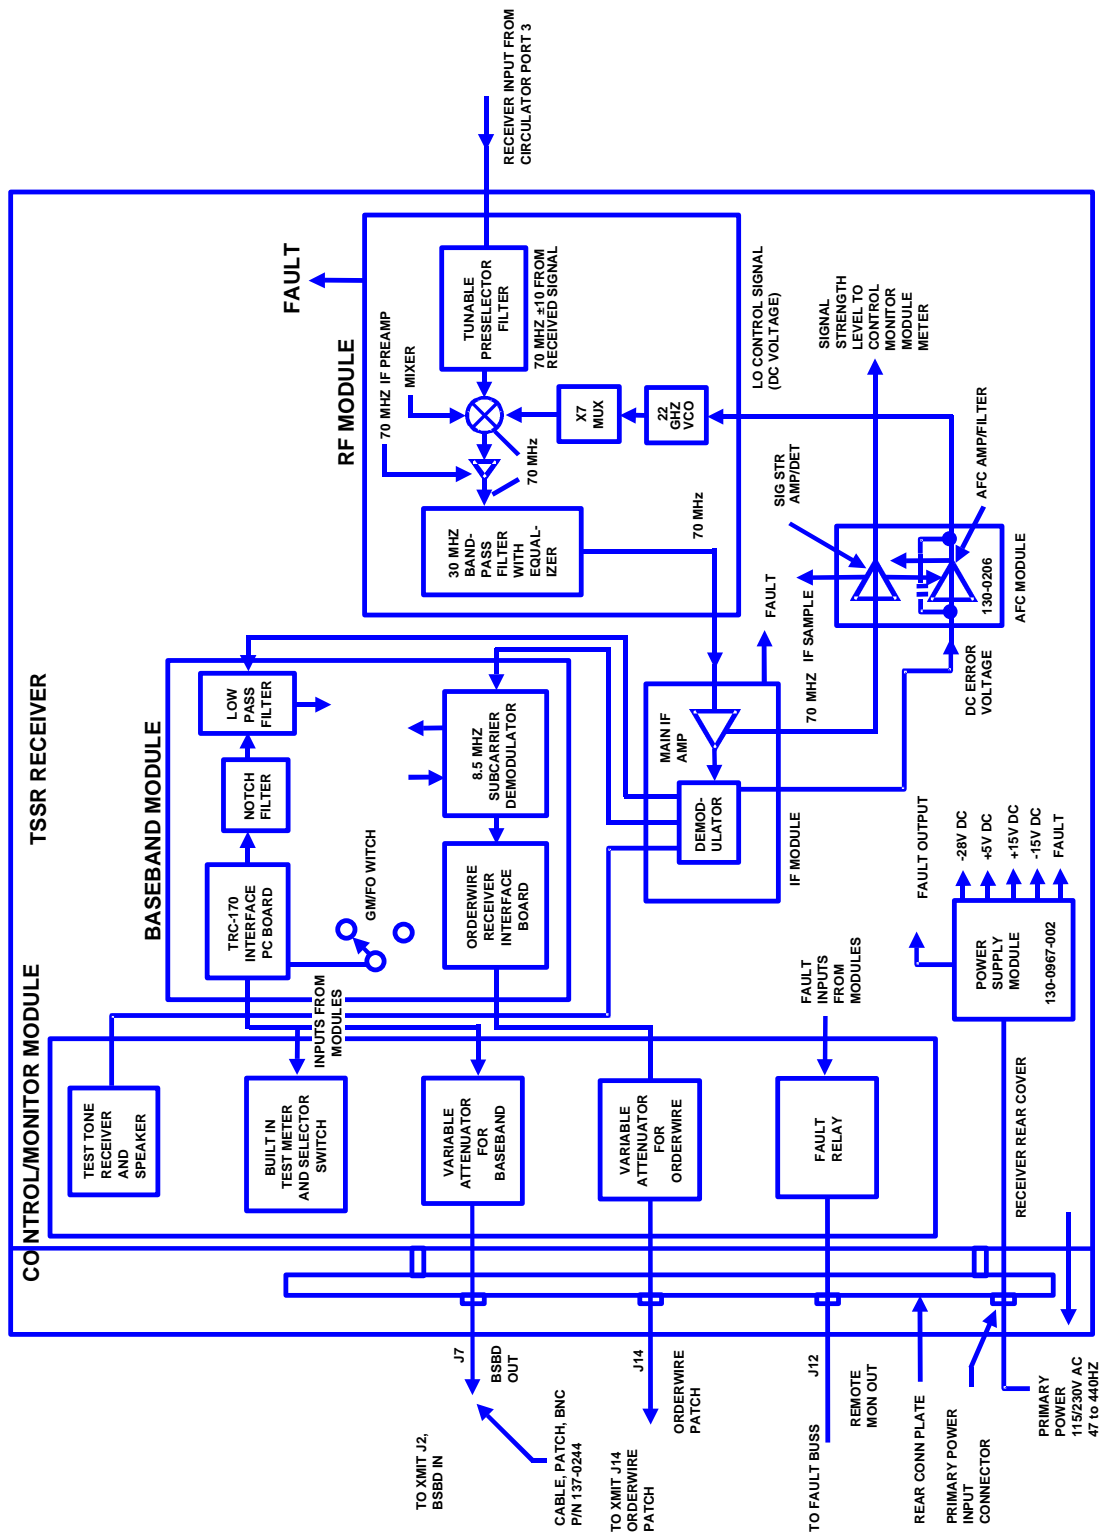 TSSR RECEIVER
CONTROL/MONITOR MODULE
BASEBAND MODULE
RF MODULE
FAULT
TEST TONE
RECEIVER
AND
SPEAKER
BUILT IN
TEST METER
AND SELECTOR
SWITCH
VARIABLE
ATTENUATOR
FOR
BASEBAND
VARIABLE
ATTENUATOR
FOR
ORDERWIRE
FAULT
RELAY
INPUTS FROM
MODULES
FAULT
INPUTS
FROM
MODULES
TRC-170
INTERFACE
PC BOARD
NOTCH
FILTER
LOW
PASS
FILTER
GM/FO WITCH
ORDERWIRE
RECEIVER
INTERFACE
BOARD
8.5 MHZ
SUBCARRIER
DEMODULATOR
70 MHZ IF PREAMP
MIXER
TUNABLE
PRESELECTOR
FILTER
70 MHZ ±10 FROM
RECEIVED SIGNAL
70 MHz
30 MHZ
BAND-
PASS
FILTER
WITH
EQUAL-
IZER
X7
MUX
22
GHZ
VCO
LO CONTROL SIGNAL
(DC VOLTAGE)
RECEIVER INPUT FROM
CIRCULATOR PORT 3
70 MHz
MAIN IF
AMP
DEMOD-
ULATOR
IF MODULE
FAULT
70 MHZ  IF SAMPLE
SIG STR
AMP/DET
SIGNAL
STRENGTH
LEVEL TO
CONTROL
MONITOR
MODULE
METER
AFC AMP/FILTER
130-0206
AFC MODULE
DC ERROR
VOLTAGE
FAULT OUTPUT
-28V DC
+5V DC
+15V DC
-15V DC
FAULT
POWER
SUPPLY
MODULE
130-0967-002
RECEIVER REAR COVER
J7
BSBD
OUT
TO XMIT J2,
BSBD IN
CABLE, PATCH, BNC
P/N 137-0244
J14
ORDERWIRE
PATCH
TO XMIT J14
ORDERWIRE
PATCH
J12
REMOTE
MON OUT
TO FAULT BUSS
REAR CONN PLATE
PRIMARY POWER
INPUT
CONNECTOR
PRIMARY
POWER
115/230V AC
47 to 440HZ